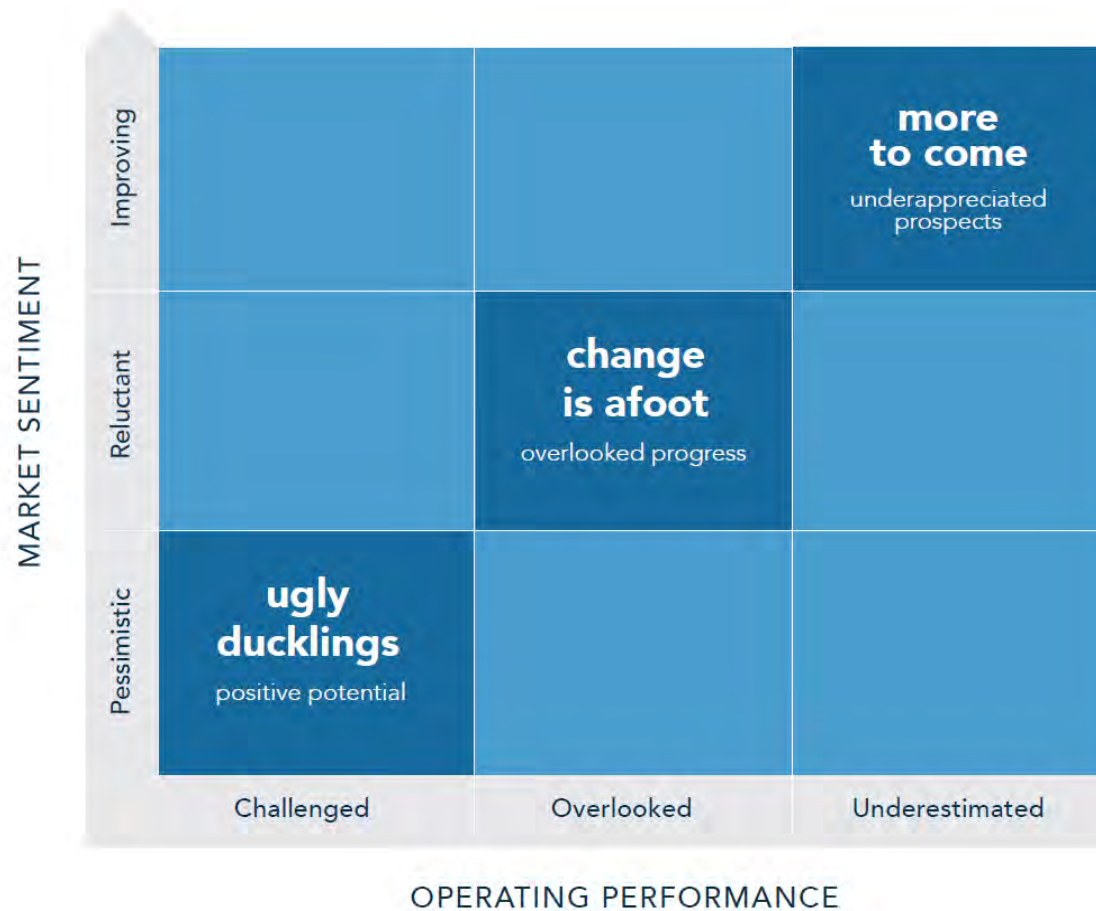 MARKET SENTIMENT
Improving
more
to come
underappreciated
prospects
Reluctant
change
is afoot
overlooked progress
Pessimistic
ugly
ducklings
positive potential
Challenged
Overlooked
Underestimated
OPERATING PERFORMANCE